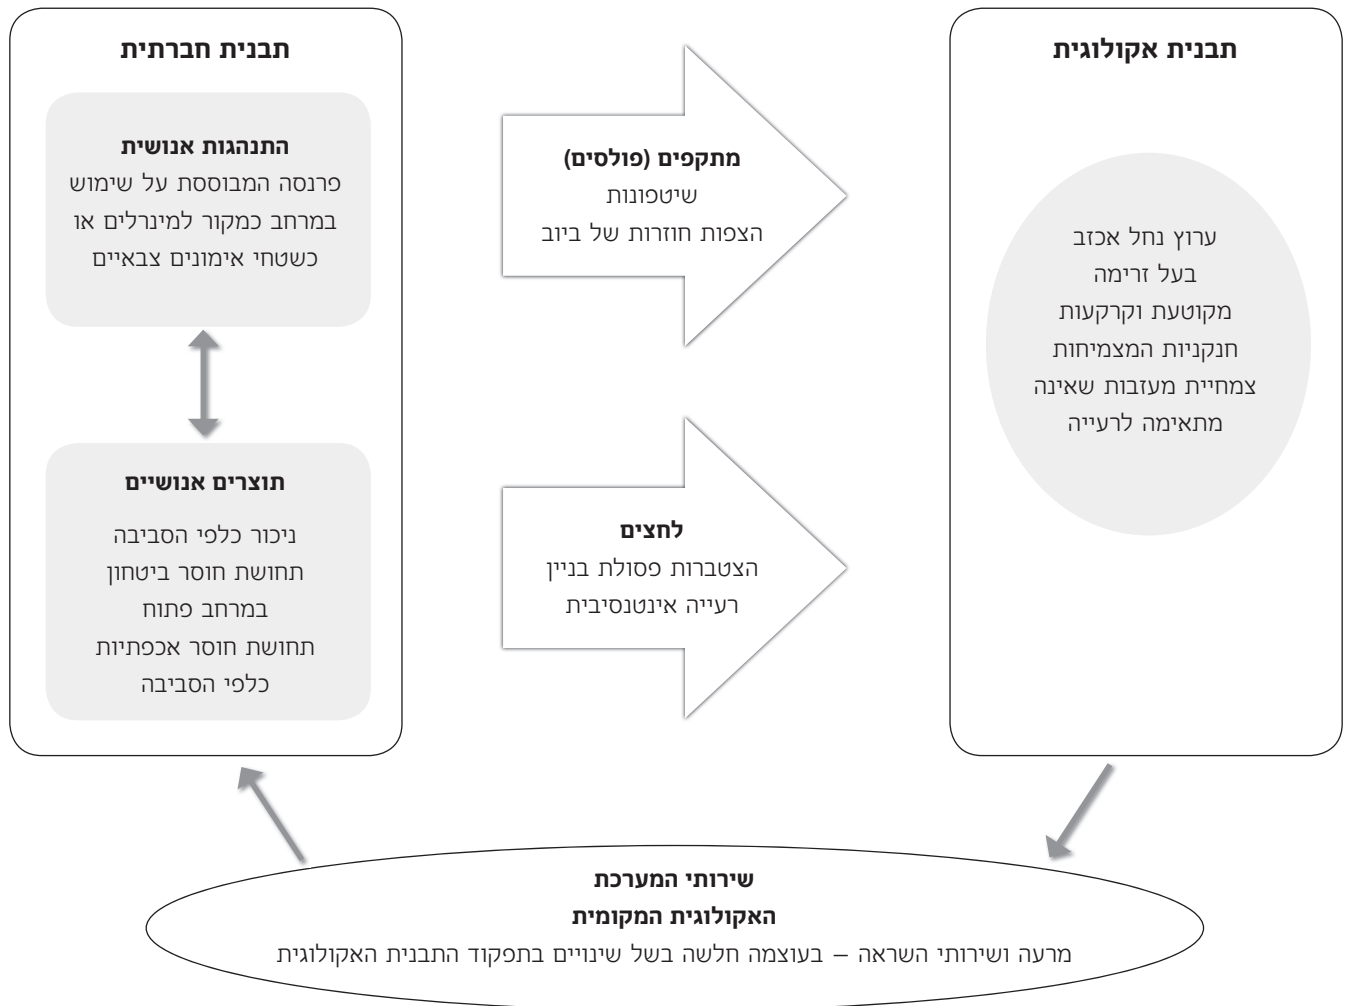 תבנית חברתית
התנהגות אנושית
פרנסה המבוססת על שימוש
במרחב כמקור למינרלים או
כשטחי אימונים צבאיים
תוצרים אנושיים
ניכור כלפי הסביבה
תחושת חוסר ביטחון
במרחב פתוח
תחושת חוסר אכפתיות
כלפי הסביבה
מתקפים (פולסים)
שיטפונות
הצפות חוזרות של ביוב
לחצים
הצטברות פסולת בניין
רעייה אינטנסיבית
תבנית אקולוגית
ערוץ נחל אכזב
בעל זרימה
מקוטעת וקרקעות
חנקניות המצמיחות
צמחיית מעזבות שאינה
מתאימה לרעייה
שירותי המערכת
האקולוגית המקומית
מרעה ושירותי השראה – בעוצמה חלשה בשל שינויים בתפקוד התבנית האקולוגית